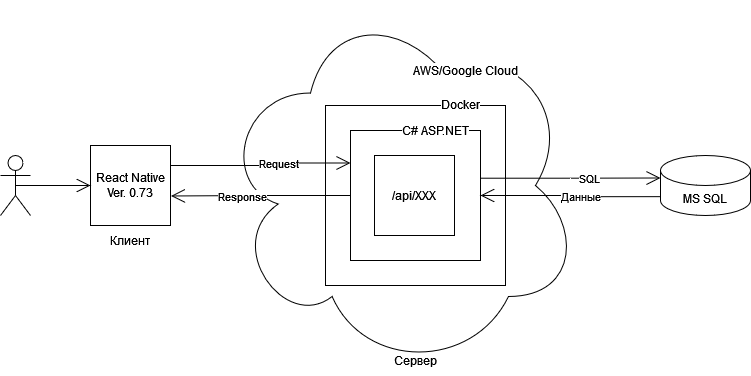 AWS/Google Cloud
Docker
C# ASP.NET
Request
React Native
Ver. 0.73
SQL
/api/XXX
Response
Данные
MS SQL
Клиент
Сервер